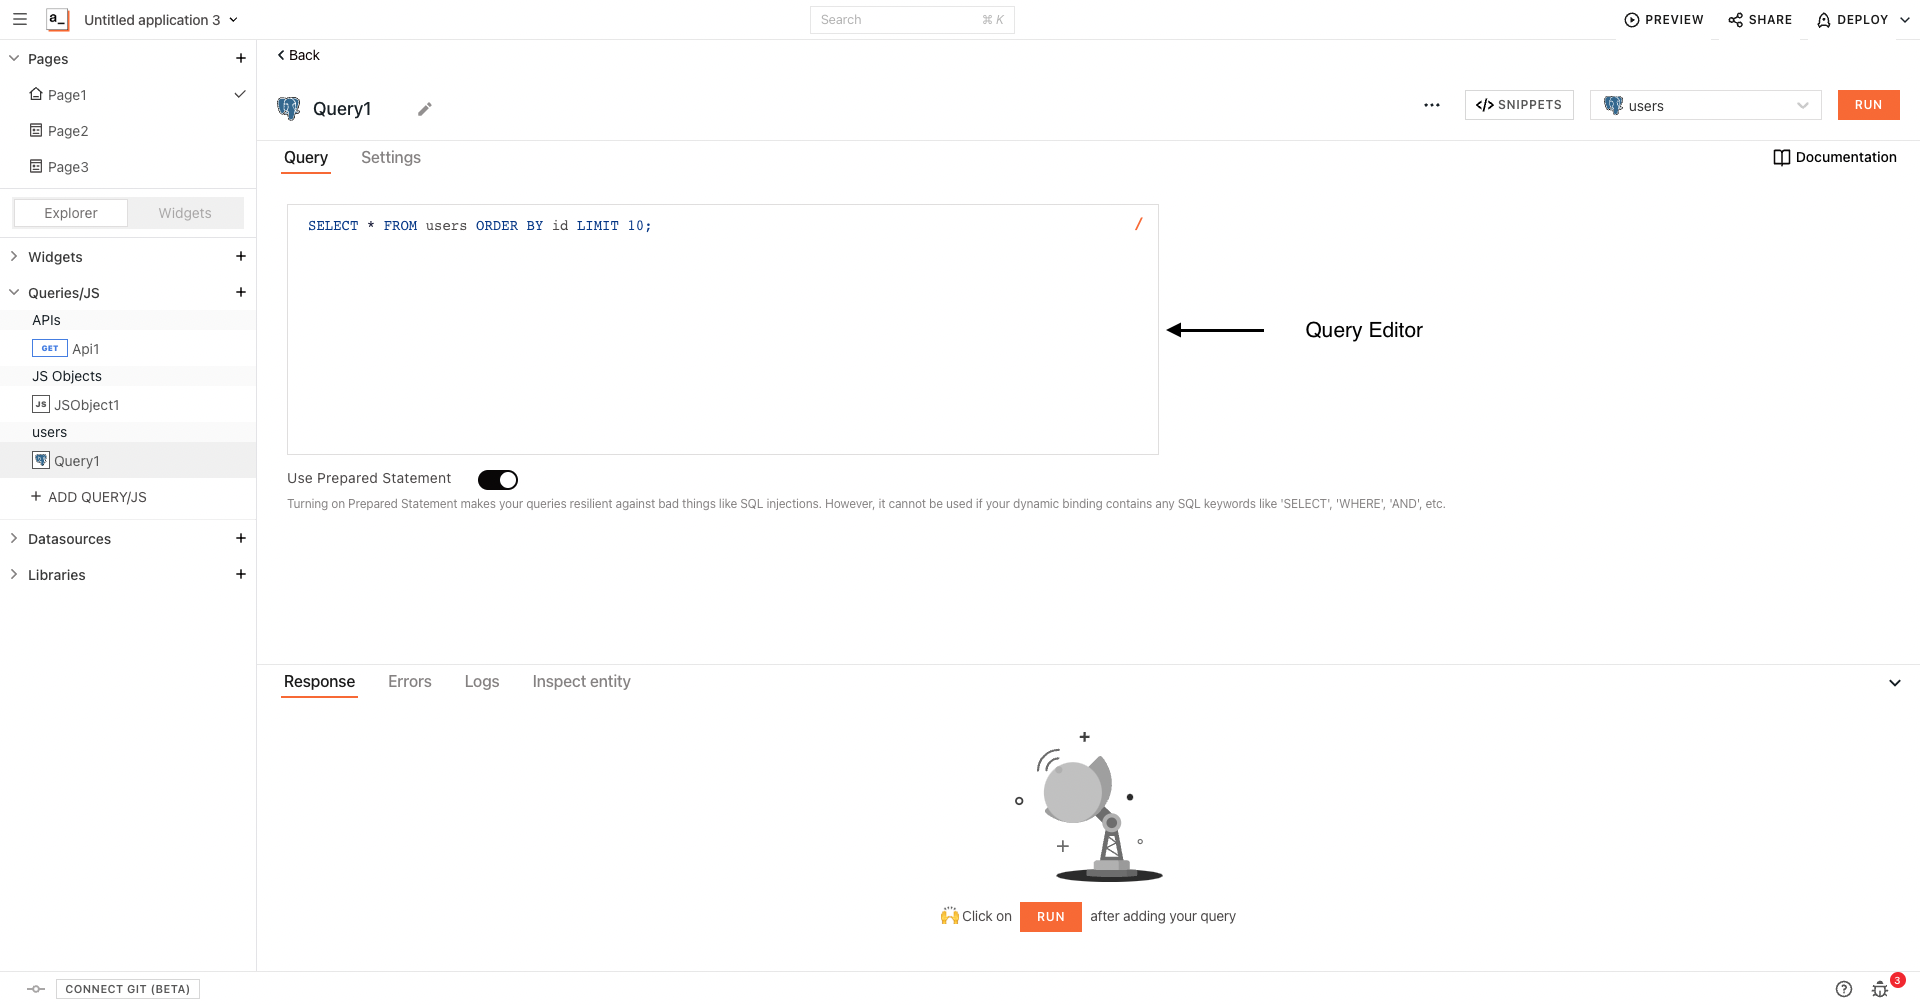 a_ Untitled application 3 Search ⌘ K PREVIEW SHARE DEPLOY
Pages
Page1
Page2
Page3
Explorer Widgets
Widgets
Queries/JS
APIs
GET Api1
JS Objects
JS JSObject1
users
Query1
ADD QUERY/JS
Datasources
Libraries
Back
Query1 </> SNIPPETS users RUN
Query Settings Documentation
SELECT * FROM users ORDER BY id LIMIT 10; /
Query Editor
Use Prepared Statement
Turning on Prepared Statement makes your queries resilient against bad things like SQL injections. However, it cannot be used if your dynamic binding contains any SQL keywords like 'SELECT', 'WHERE', 'AND', etc.
Response Errors Logs Inspect entity
🙌 Click on RUN after adding your query
CONNECT GIT (BETA) 3